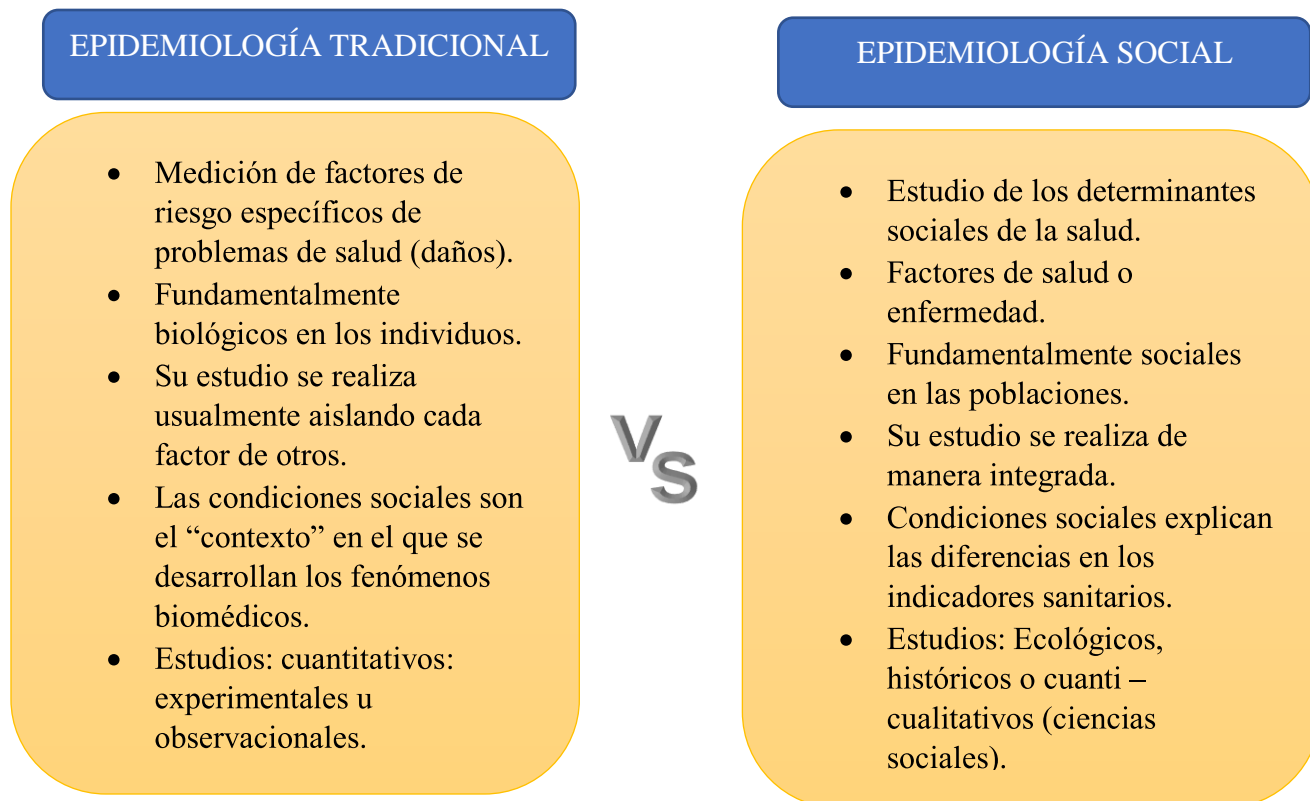 EPIDEMIOLOGÍA TRADICIONAL
• Medición de factores de
riesgo específicos de
problemas de salud (daños).
• Fundamentalmente
biológicos en los individuos.
• Su estudio se realiza
usualmente aislando cada
factor de otros.
• Las condiciones sociales son
el “contexto” en el que se
desarrollan los fenómenos
biomédicos.
• Estudios: cuantitativos:
experimentales u
observacionales.
VS
EPIDEMIOLOGÍA SOCIAL
• Estudio de los determinantes
sociales de la salud.
• Factores de salud o
enfermedad.
• Fundamentalmente sociales
en las poblaciones.
• Su estudio se realiza de
manera integrada.
• Condiciones sociales explican
las diferencias en los
indicadores sanitarios.
• Estudios: Ecológicos,
históricos o cuanti –
cualitativos (ciencias
sociales).